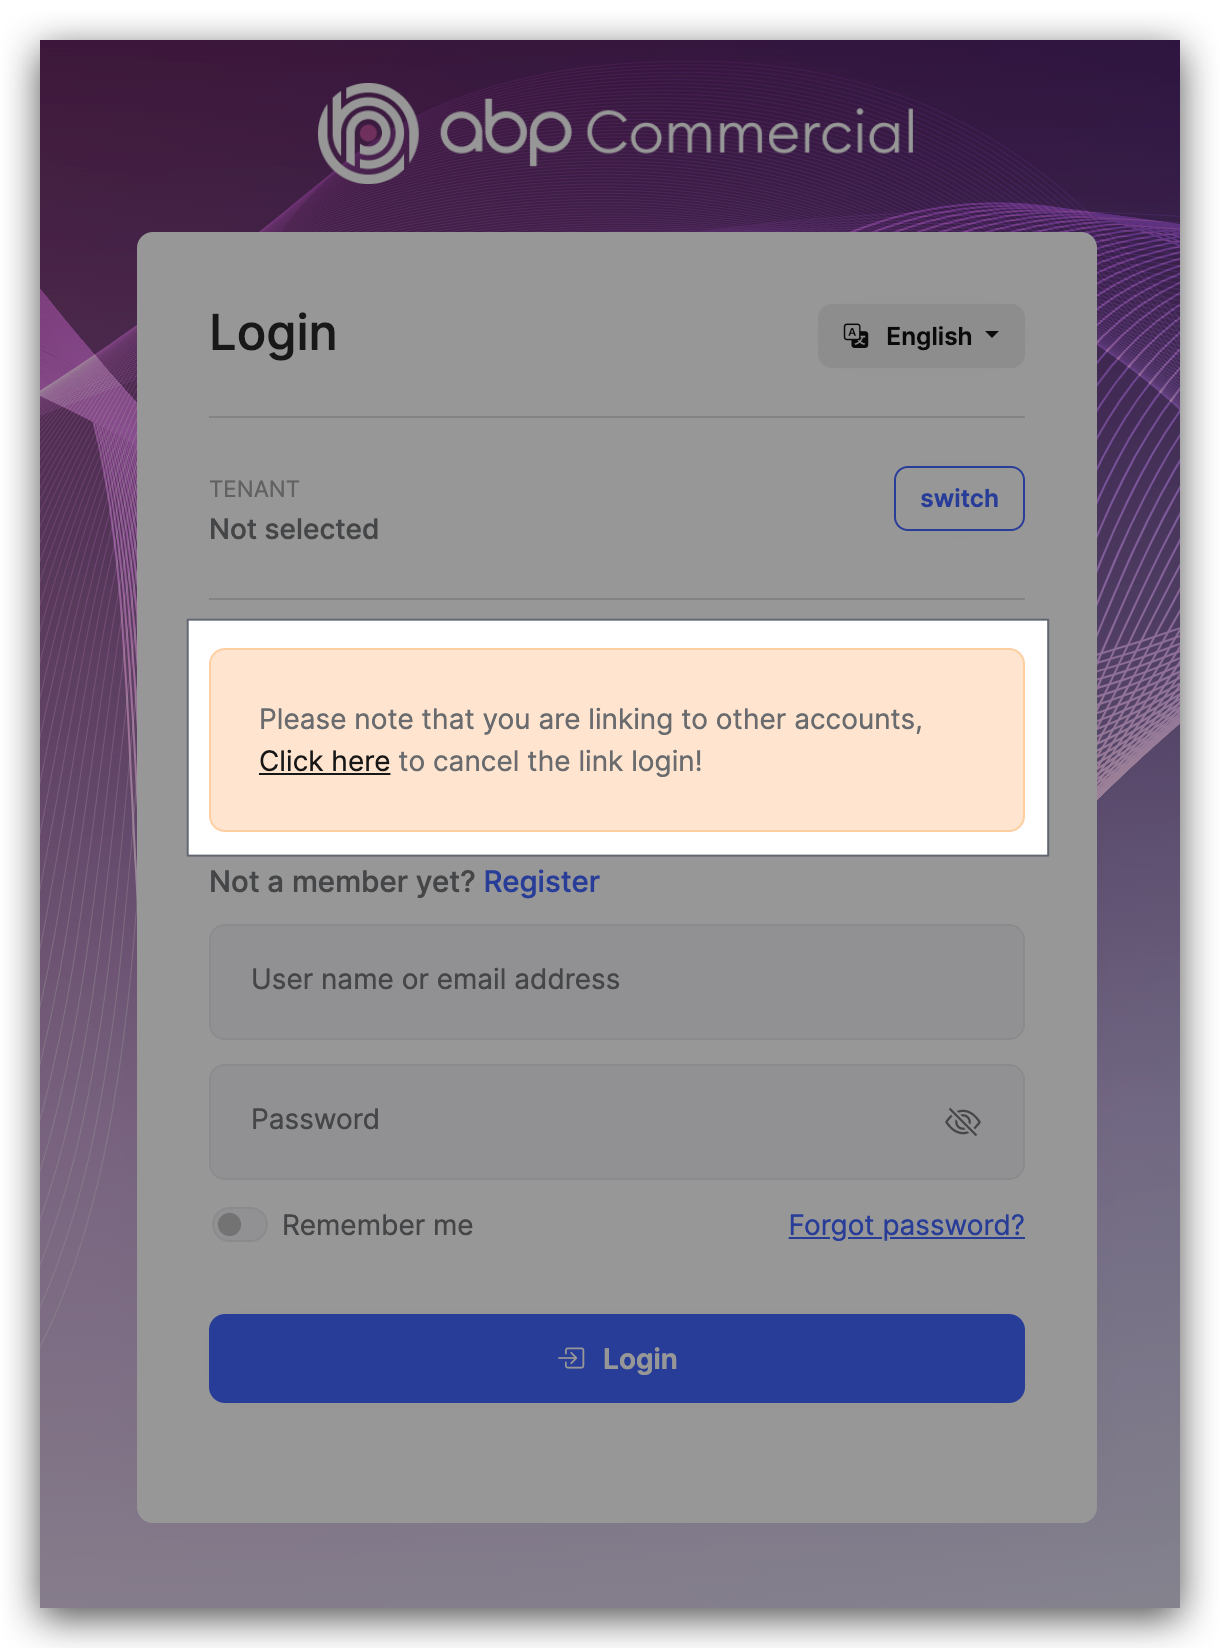 abp Commercial
Login
English
TENANT
Not selected
switch
Please note that you are linking to other accounts,
Click here to cancel the link login!
Not a member yet? Register
User name or email address
Password
Remember me
Forgot password?
Login